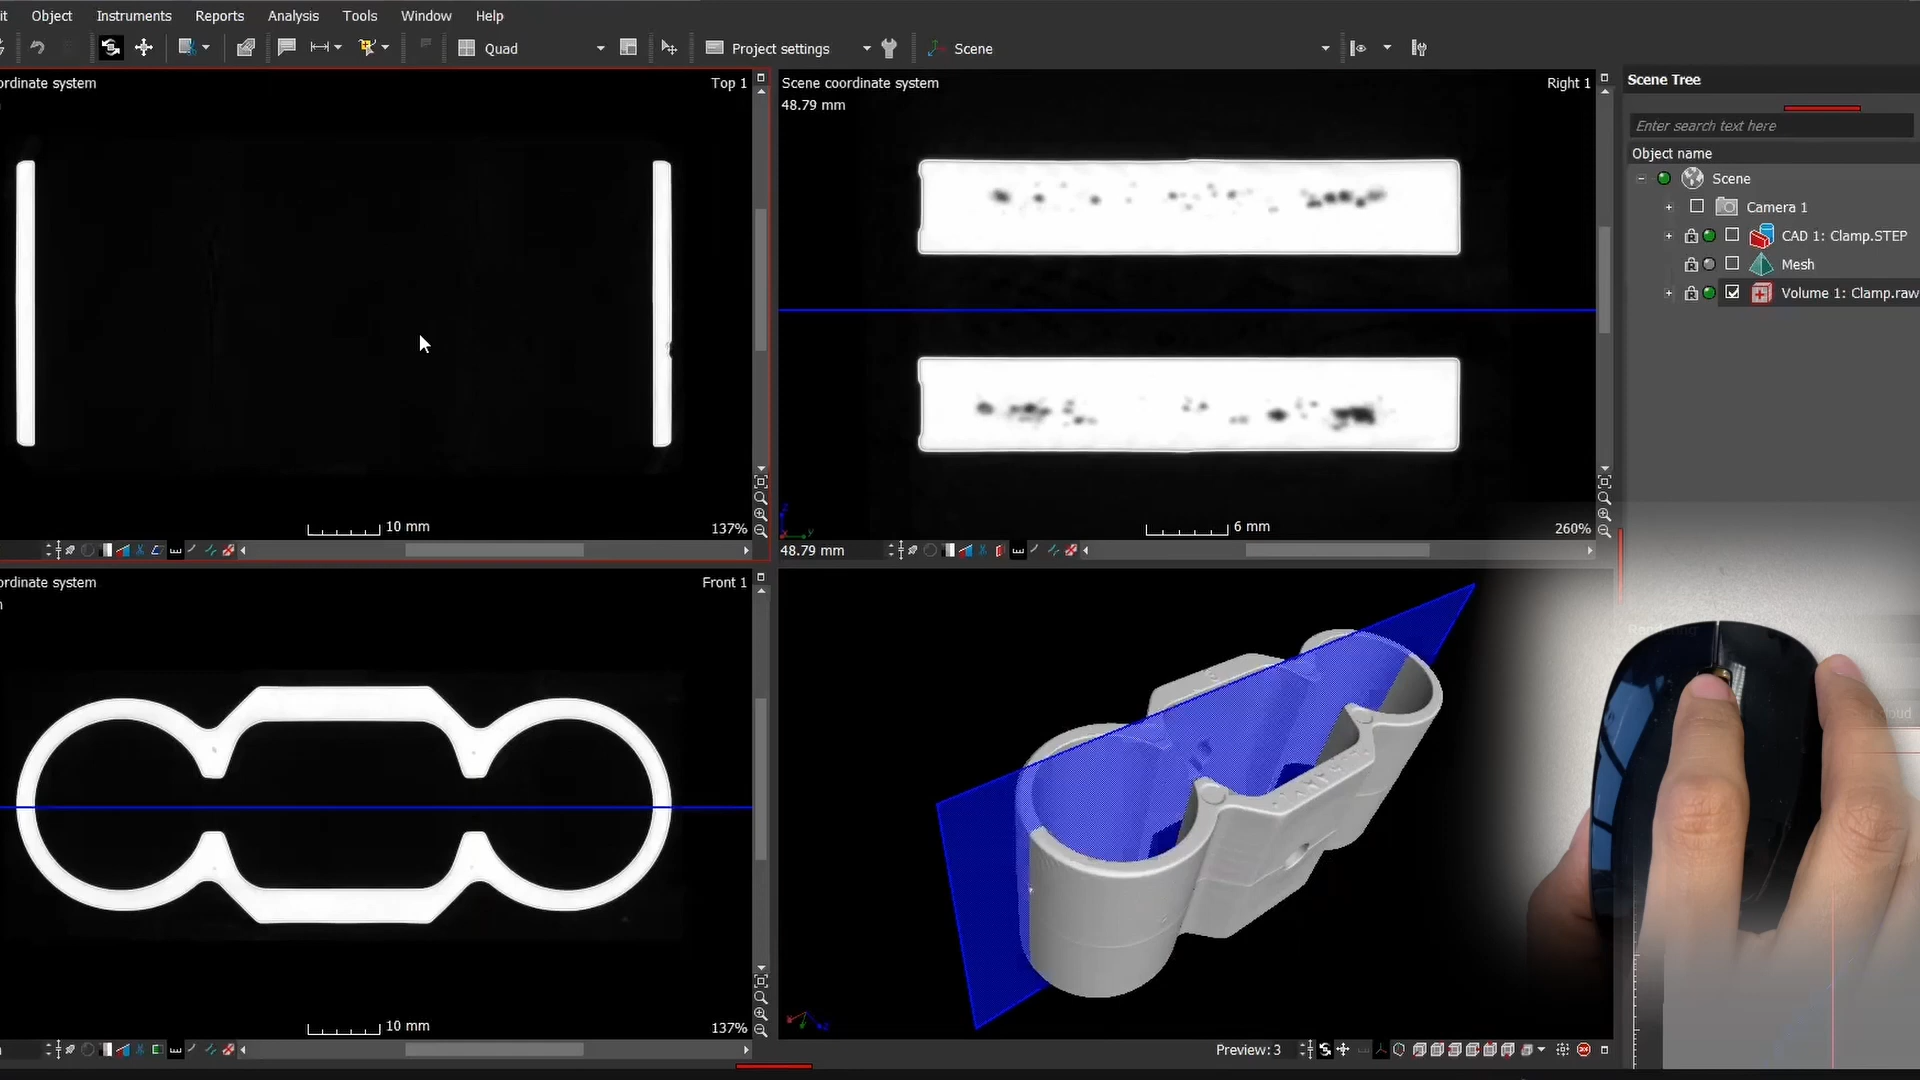 it Object Instruments Reports Analysis Tools Window Help
Quad Project settings Scene
ordinate system Top 1
10 mm 137%
Scene coordinate system Right 1
48.79 mm
6 mm 260%
48.79 mm
ordinate system Front 1
10 mm 137%
Preview: 3
Scene Tree
Enter search text here
Object name
Scene
Camera 1
CAD 1: Clamp.STEP
Mesh
Volume 1: Clamp.raw
Rendering
loud